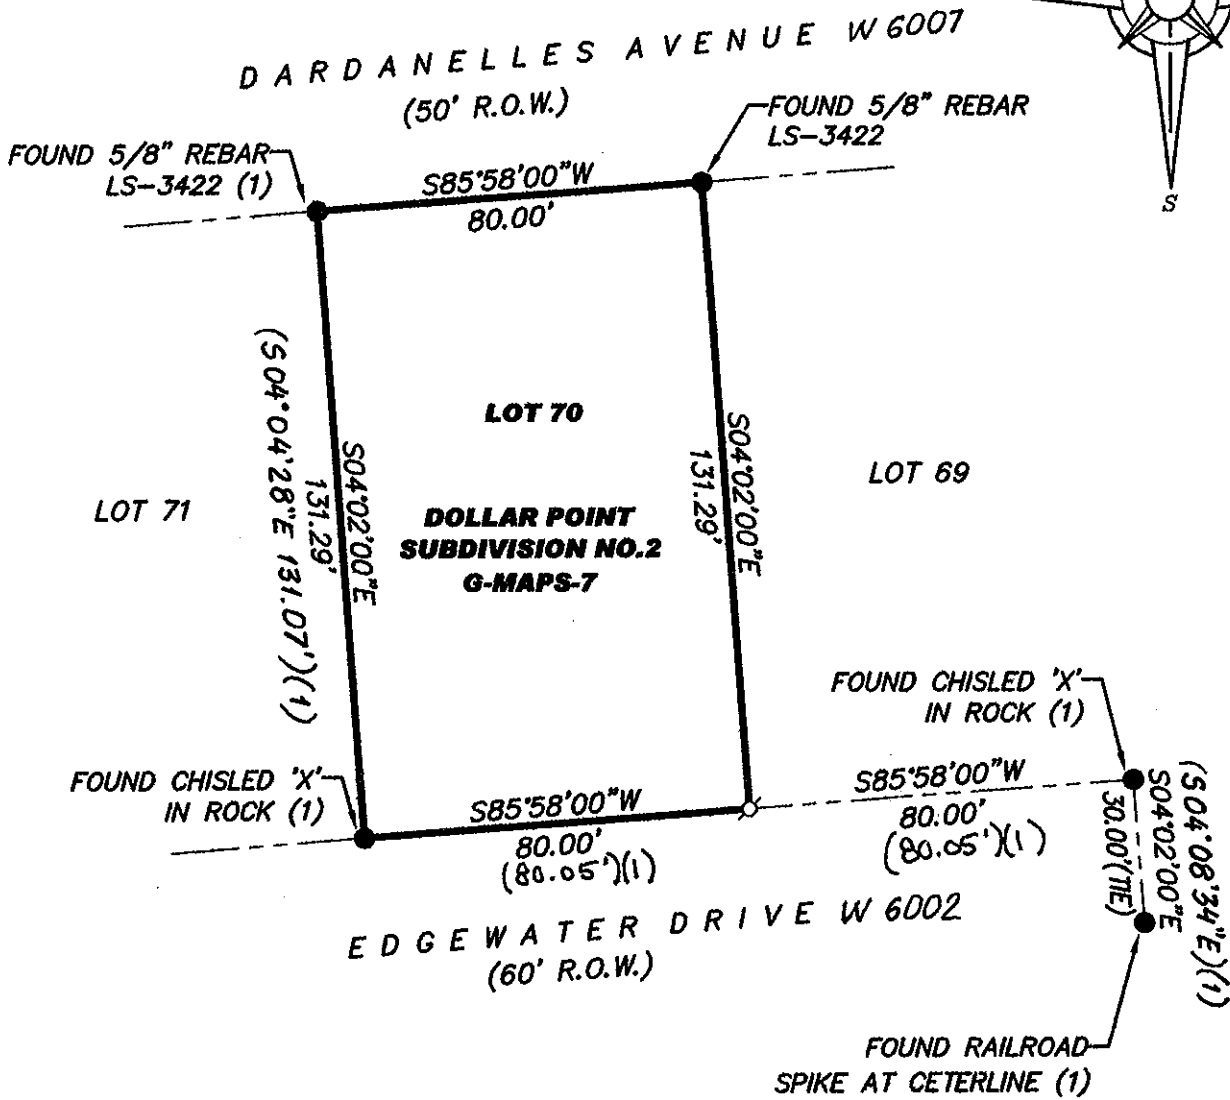 DARDANELLES AVENUE W 6007
(50' R.O.W.)
FOUND 5/8" REBAR
LS-3422 (1)
FOUND 5/8" REBAR
LS-3422
S
S85°58'00"W
80.00'
(S04°04'28"E 131.07')(1)
S04°02'00"E
131.29'
LOT 70
S04°02'00"E
131.29'
LOT 71
LOT 69
DOLLAR POINT
SUBDIVISION NO.2
G-MAPS-7
FOUND CHISLED 'X'
IN ROCK (1)
FOUND CHISLED 'X'
IN ROCK (1)
S85°58'00"W
80.00'
(80.05')(1)
S85°58'00"W
80.00'
(80.05')(1)
(S04°08'34"E)(1)
S04°02'00"E
30.00'(TIE)
EDGEWATER DRIVE W 6002
(60' R.O.W.)
FOUND RAILROAD
SPIKE AT CETERLINE (1)